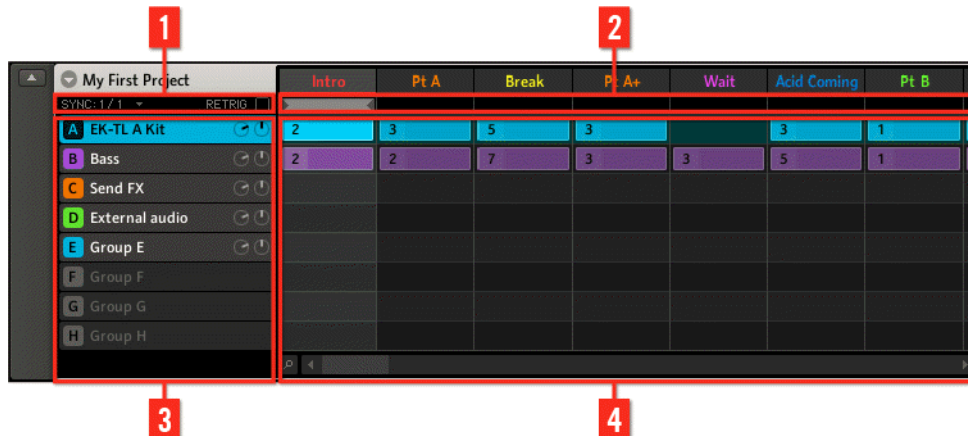 1 2
My First Project Intro Pt A Break Pt A+ Wait Acid Coming Pt B
SYNC: 1 / 1 RETRIG
A EK-TL A Kit 2 3 5 3 3 1
B Bass 2 2 7 3 3 5 1
C Send FX
D External audio
E Group E
F Group F
G Group G
H Group H
3 4